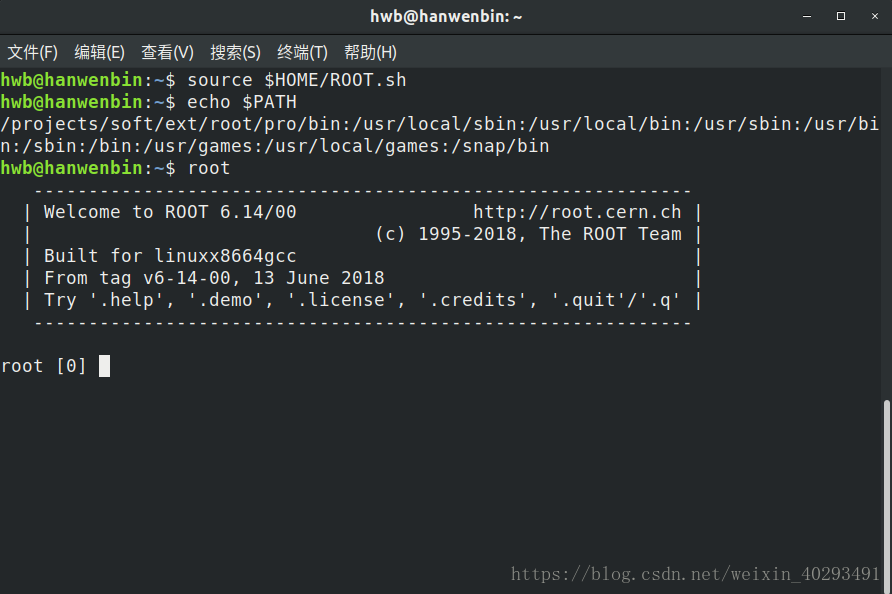 hwb@hanwenbin: ~
文件(F) 编辑(E) 查看(V) 搜索(S) 终端(T) 帮助(H)
hwb@hanwenbin:~$ source $HOME/ROOT.sh
hwb@hanwenbin:~$ echo $PATH
/projects/soft/ext/root/pro/bin:/usr/local/sbin:/usr/local/bin:/usr/sbin:/usr/bi
n:/sbin:/bin:/usr/games:/usr/local/games:/snap/bin
hwb@hanwenbin:~$ root
   ------------------------------------------------------------
  | Welcome to ROOT 6.14/00                http://root.cern.ch |
  |                               (c) 1995-2018, The ROOT Team |
  | Built for linuxx8664gcc                                    |
  | From tag v6-14-00, 13 June 2018                            |
  | Try '.help', '.demo', '.license', '.credits', '.quit'/'.q' |
   ------------------------------------------------------------
root [0]
https://blog.csdn.net/weixin_40293491